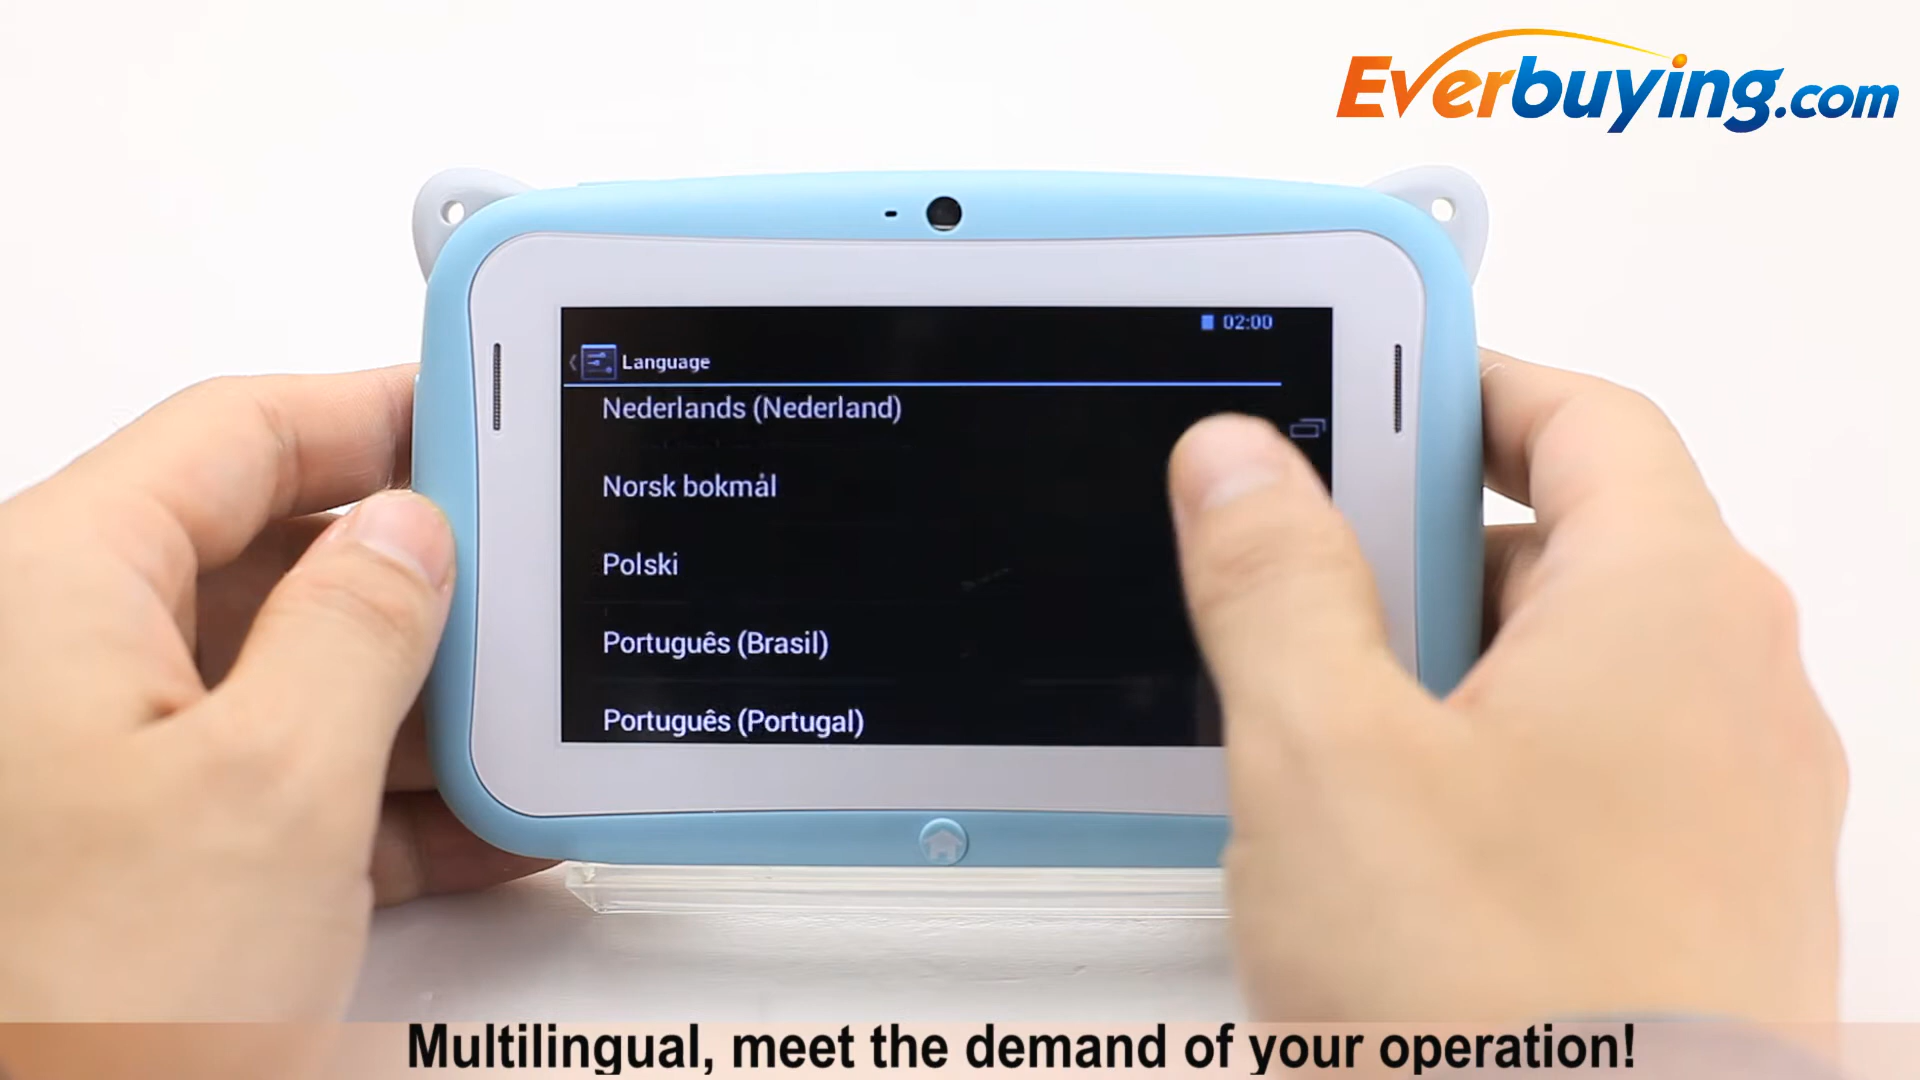 Everbuying.com
02:00
Language
Nederlands (Nederland)
Norsk bokmål
Polski
Português (Brasil)
Português (Portugal)
Multilingual, meet the demand of your operation!